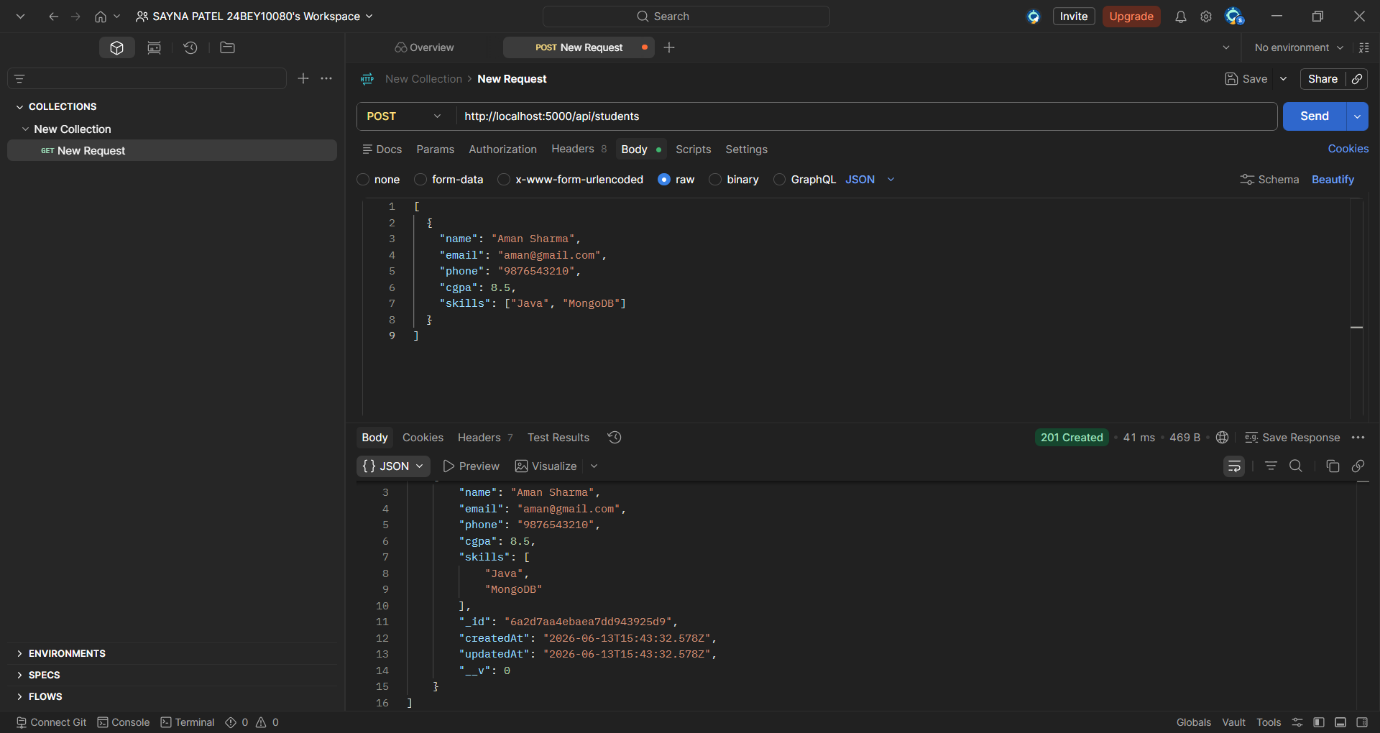 SAYNA PATEL 24BEY10080's Workspace
Search
Invite
Upgrade
Overview
POST New Request
No environment
New Collection > New Request
Save
Share
COLLECTIONS
New Collection
GET New Request
POST
http://localhost:5000/api/students
Send
Docs Params Authorization Headers 8 Body Scripts Settings
Cookies
none form-data x-www-form-urlencoded raw binary GraphQL JSON
Schema Beautify
1 [
2 {
3 "name": "Aman Sharma",
4 "email": "aman@gmail.com",
5 "phone": "9876543210",
6 "cgpa": 8.5,
7 "skills": ["Java", "MongoDB"]
8 }
9 ]
Body Cookies Headers 7 Test Results
201 Created • 41 ms • 469 B
e.g. Save Response
{} JSON Preview Visualize
3 "name": "Aman Sharma",
4 "email": "aman@gmail.com",
5 "phone": "9876543210",
6 "cgpa": 8.5,
7 "skills": [
8 "Java",
9 "MongoDB"
10 ],
11 "_id": "6a2d7aa4ebaea7dd943925d9",
12 "createdAt": "2026-06-13T15:43:32.578Z",
13 "updatedAt": "2026-06-13T15:43:32.578Z",
14 "__v": 0
15 }
16 ]
ENVIRONMENTS
SPECS
FLOWS
Connect Git Console Terminal 0 0
Globals Vault Tools